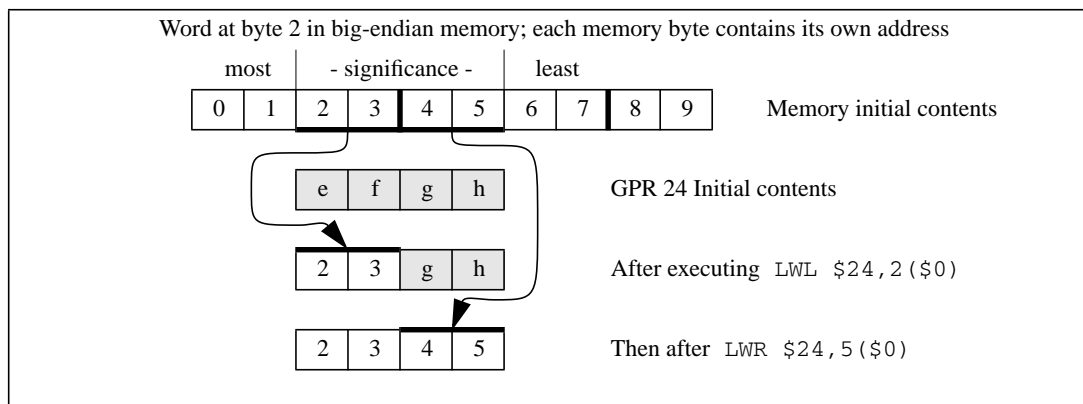 Word at byte 2 in big-endian memory; each memory byte contains its own address
most - significance - least
0 1 2 3 4 5 6 7 8 9 Memory initial contents
e f g h GPR 24 Initial contents
2 3 g h After executing LWL $24,2($0)
2 3 4 5 Then after LWR $24,5($0)